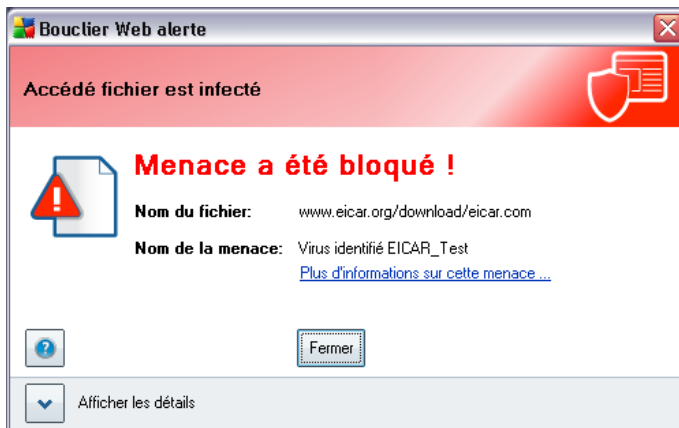 Bouclier Web alerte
Accédé fichier est infecté
Menace a été bloqué !
Nom du fichier: www.eicar.org/download/eicar.com
Nom de la menace: Virus identifié EICAR_Test
Plus d'informations sur cette menace ...
Fermer
Afficher les détails